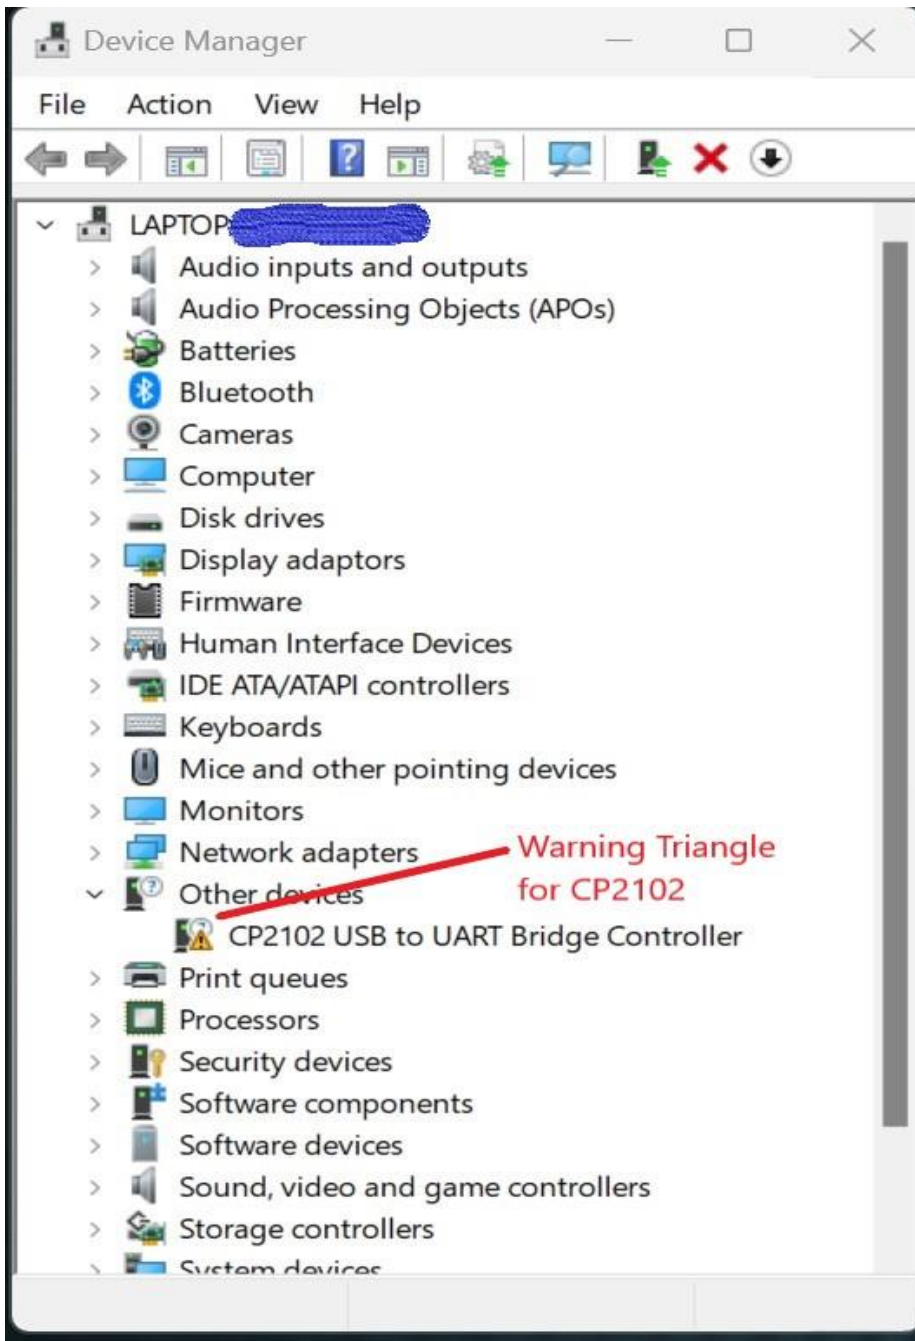 Device Manager
File Action View Help
LAPTOP
Audio inputs and outputs
Audio Processing Objects (APOs)
Batteries
Bluetooth
Cameras
Computer
Disk drives
Display adaptors
Firmware
Human Interface Devices
IDE ATA/ATAPI controllers
Keyboards
Mice and other pointing devices
Monitors
Network adapters
Warning Triangle
for CP2102
Other devices
CP2102 USB to UART Bridge Controller
Print queues
Processors
Security devices
Software components
Software devices
Sound, video and game controllers
Storage controllers
System devices